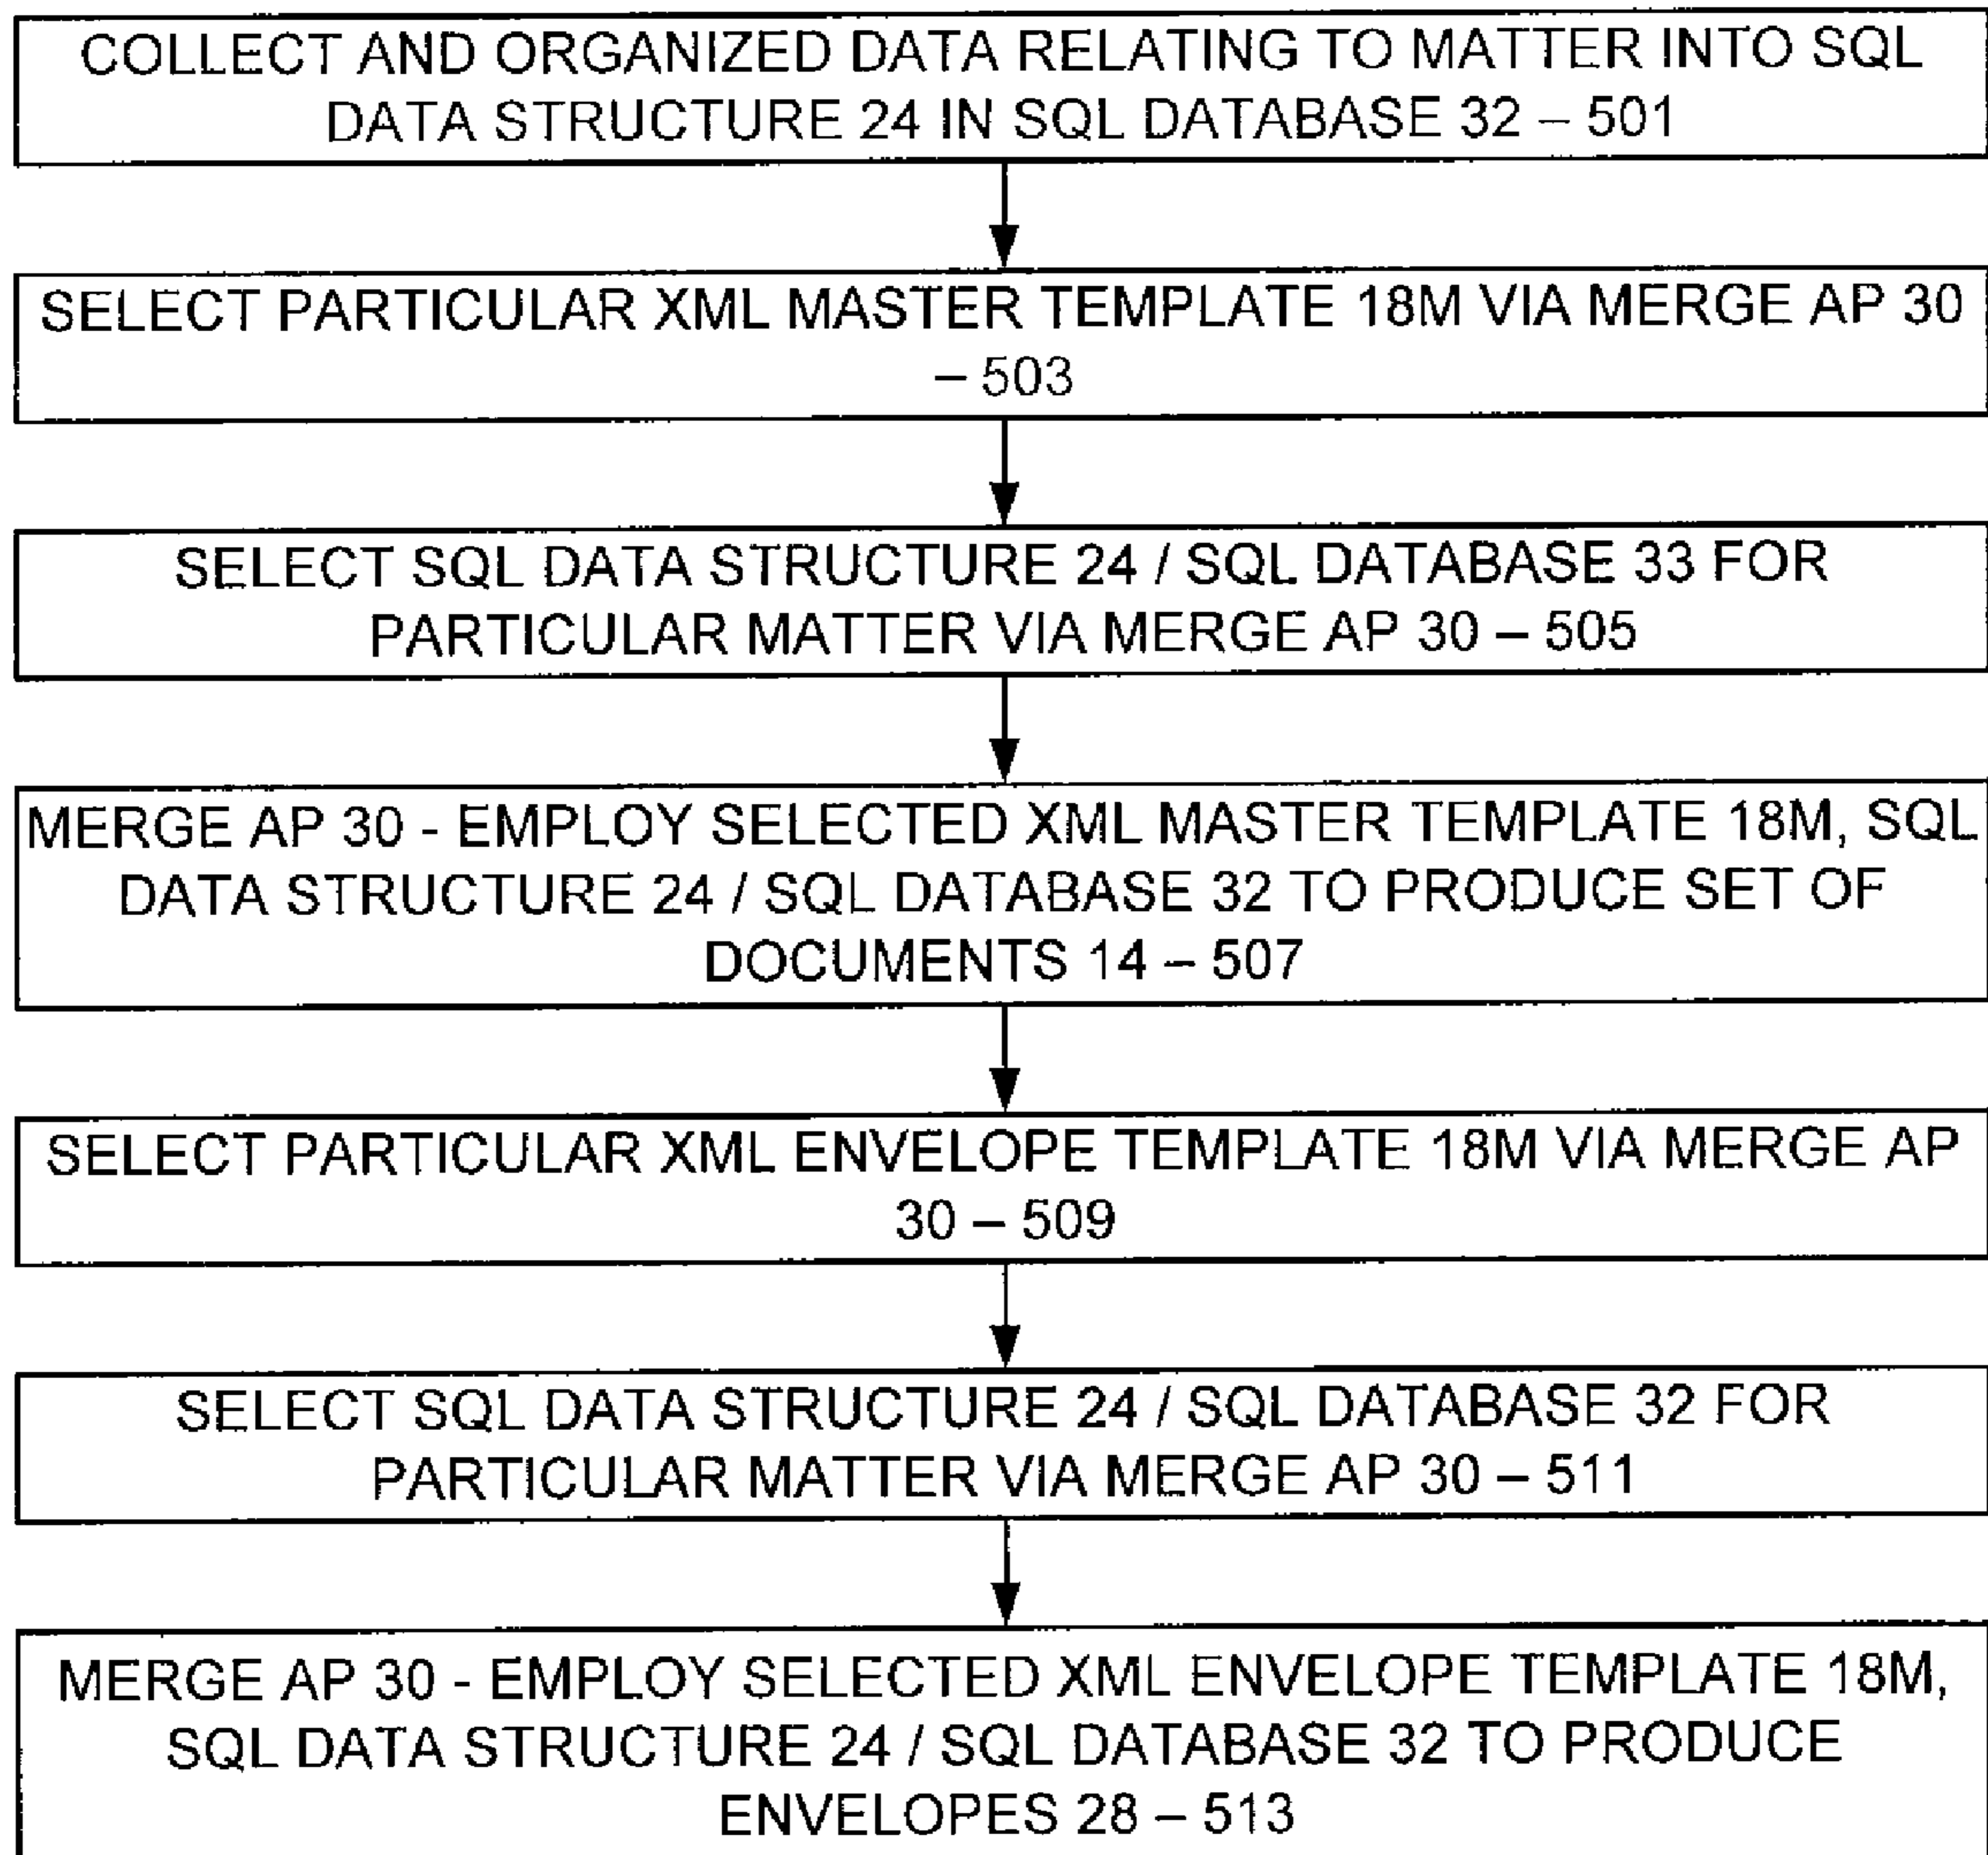 COLLECT AND ORGANIZED DATA RELATING TO MATTER INTO SQL
DATA STRUCTURE 24 IN SQL DATABASE 32 – 501
SELECT PARTICULAR XML MASTER TEMPLATE 18M VIA MERGE AP 30
– 503
SELECT SQL DATA STRUCTURE 24 / SQL DATABASE 33 FOR
PARTICULAR MATTER VIA MERGE AP 30 – 505
MERGE AP 30 - EMPLOY SELECTED XML MASTER TEMPLATE 18M, SQL
DATA STRUCTURE 24 / SQL DATABASE 32 TO PRODUCE SET OF
DOCUMENTS 14 – 507
SELECT PARTICULAR XML ENVELOPE TEMPLATE 18M VIA MERGE AP
30 – 509
SELECT SQL DATA STRUCTURE 24 / SQL DATABASE 32 FOR
PARTICULAR MATTER VIA MERGE AP 30 – 511
MERGE AP 30 - EMPLOY SELECTED XML ENVELOPE TEMPLATE 18M,
SQL DATA STRUCTURE 24 / SQL DATABASE 32 TO PRODUCE
ENVELOPES 28 – 513